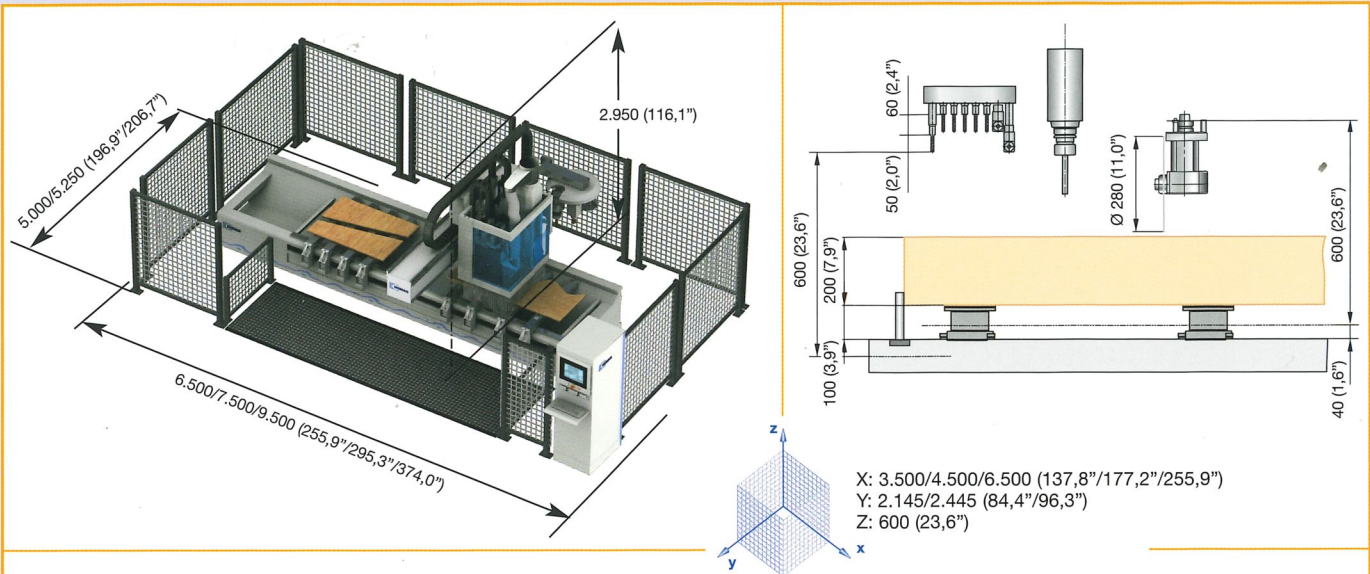 5.000/5.250 (196,9”/206,7”)
2.950 (116,1”)
6.500/7.500/9.500 (255,9”/295,3”/374,0”)
60 (2,4”)
50 (2,0”)
600 (23,6”)
200 (7,9”)
100 (3,9”)
Ø 280 (11,0”)
600 (23,6”)
40 (1,6”)
z
y
x
X: 3.500/4.500/6.500 (137,8”/177,2”/255,9”)
Y: 2.145/2.445 (84,4”/96,3”)
Z: 600 (23,6”)